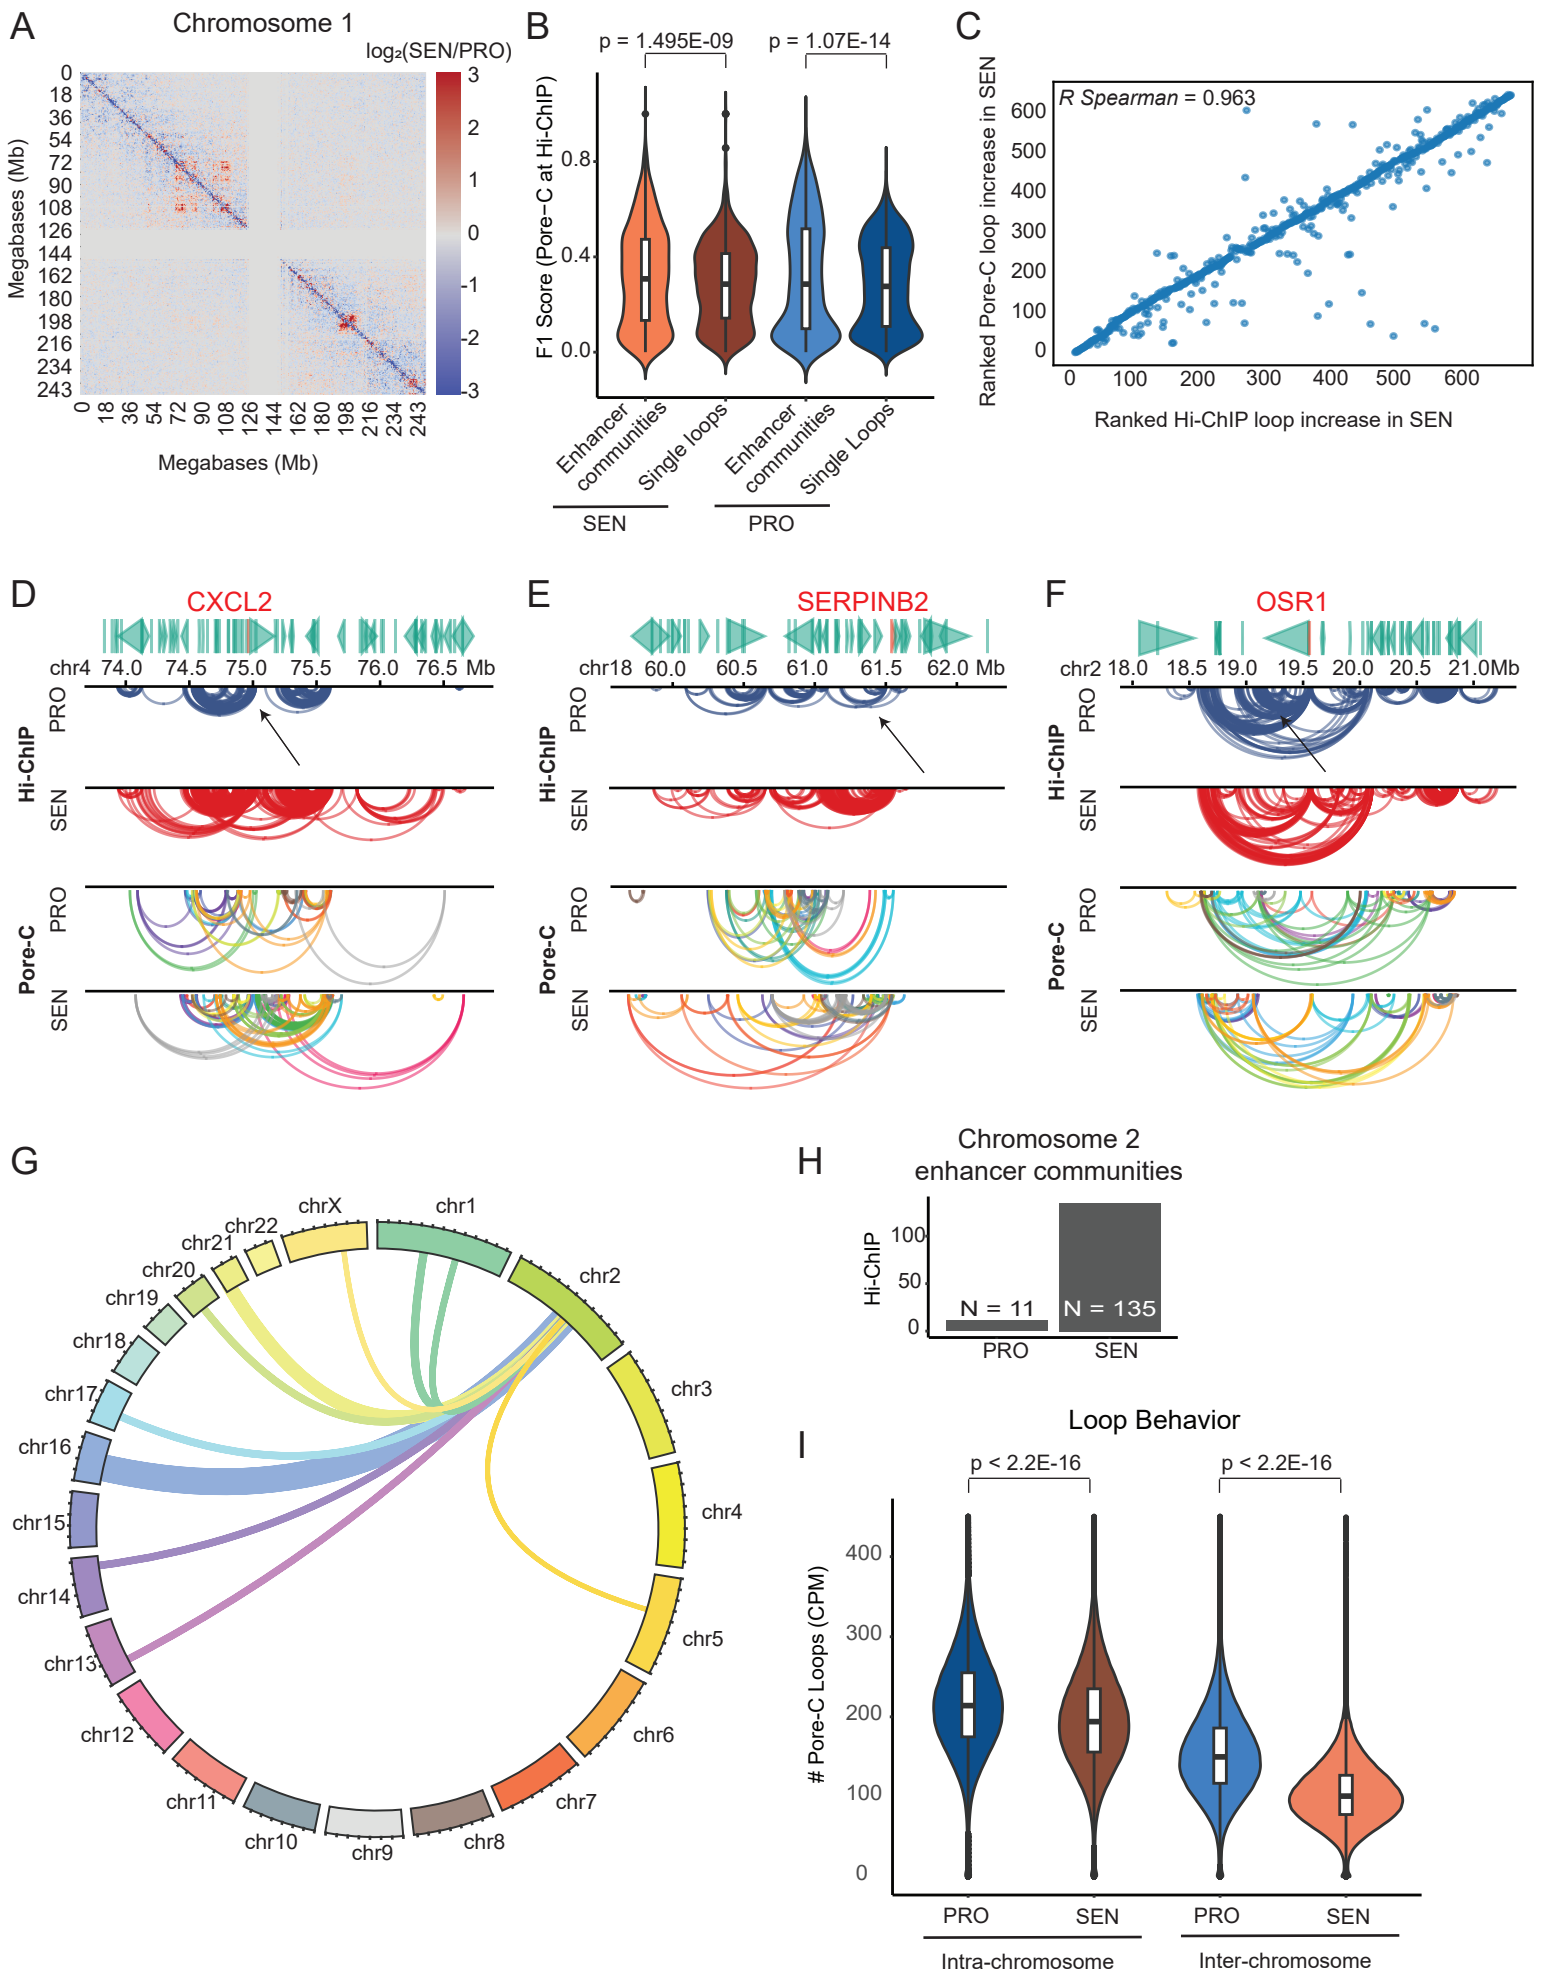 A
Chromosome 1
log₂(SEN/PRO)
3
2
1
0
-1
-2
-3
Megabases (Mb)
0
18
36
54
72
90
108
126
144
162
180
198
216
234
243
0 18 36 54 72 90 108 126 144 162 180 198 216 234 243
Megabases (Mb)
B
p = 1.495E-09
p = 1.07E-14
F1 Score (Pore−C at Hi-ChIP)
0.8
0.4
0.0
Enhancer communities
Single loops
Enhancer communities
Single Loops
SEN
PRO
C
R Spearman = 0.963
Ranked Pore-C loop increase in SEN
600
500
400
300
200
100
0
0 100 200 300 400 500 600
Ranked Hi-ChIP loop increase in SEN
D
CXCL2
chr4 74.0 74.5 75.0 75.5 76.0 76.5 Mb
Hi-ChIP
PRO
SEN
Pore-C
PRO
SEN
E
SERPINB2
chr18 60.0 60.5 61.0 61.5 62.0 Mb
Hi-ChIP
PRO
SEN
Pore-C
PRO
SEN
F
OSR1
chr2 18.0 18.5 19.0 19.5 20.0 20.5 21.0Mb
Hi-ChIP
PRO
SEN
Pore-C
PRO
SEN
G
chr1
chr2
chr3
chr4
chr5
chr6
chr7
chr8
chr9
chr10
chr11
chr12
chr13
chr14
chr15
chr16
chr17
chr18
chr19
chr20
chr21
chr22
chrX
H
Chromosome 2
enhancer communities
Hi-ChIP
100
50
0
N = 11
N = 135
PRO
SEN
I
Loop Behavior
p < 2.2E-16
p < 2.2E-16
# Pore-C Loops (CPM)
400
300
200
100
0
PRO
SEN
PRO
SEN
Intra-chromosome
Inter-chromosome